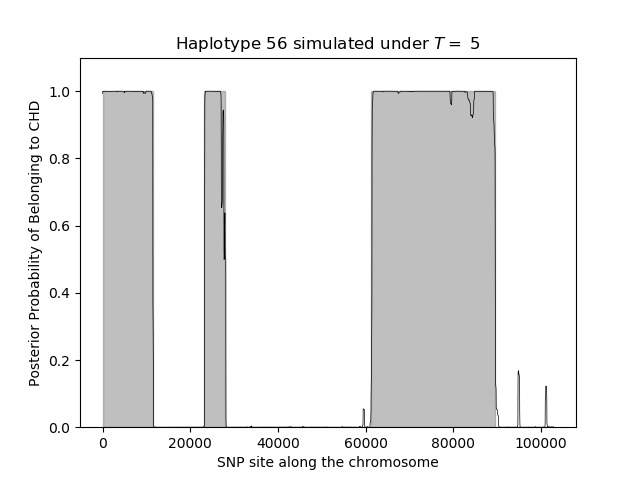 Haplotype 56 simulated under T = 5
Posterior Probability of Belonging to CHD
1.0
0.8
0.6
0.4
0.2
0.0
0 20000 40000 60000 80000 100000
SNP site along the chromosome